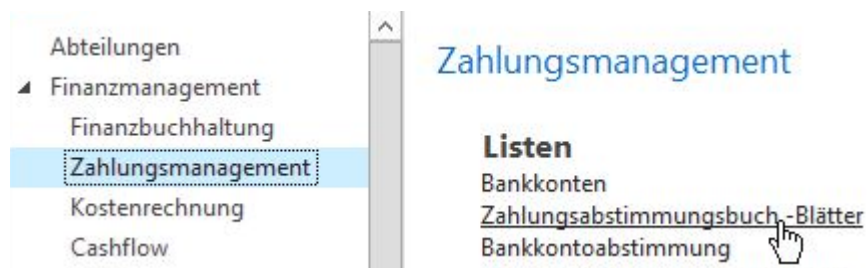 Abteilungen
Finanzmanagement
Finanzbuchhaltung
Zahlungsmanagement
Kostenrechnung
Cashflow
Zahlungsmanagement
Listen
Bankkonten
Zahlungsabstimmungsbuch.-Blätter
Bankkontoabstimmung